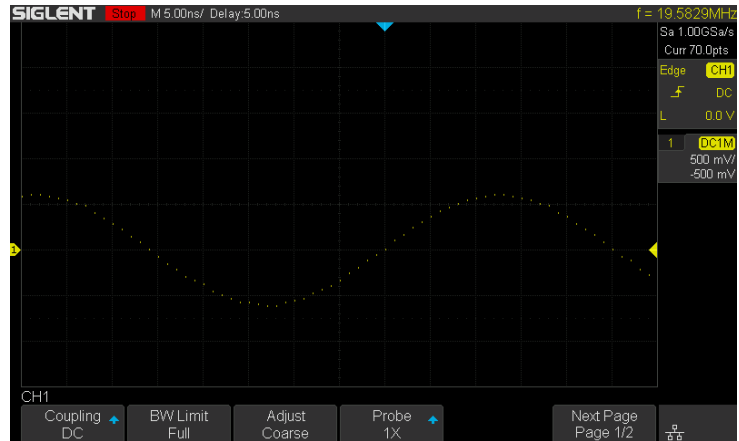 SIGLENT Stop M 5.00ns/ Delay:5.00ns f = 19.5829MHz
Sa 1.00GSa/s
Curr 70.0pts
Edge CH1
DC
L 0.0 V
1 DC1M
500 mV/
-500 mV
1
CH1
Coupling BW Limit Adjust Probe Next Page
DC Full Coarse 1X Page 1/2